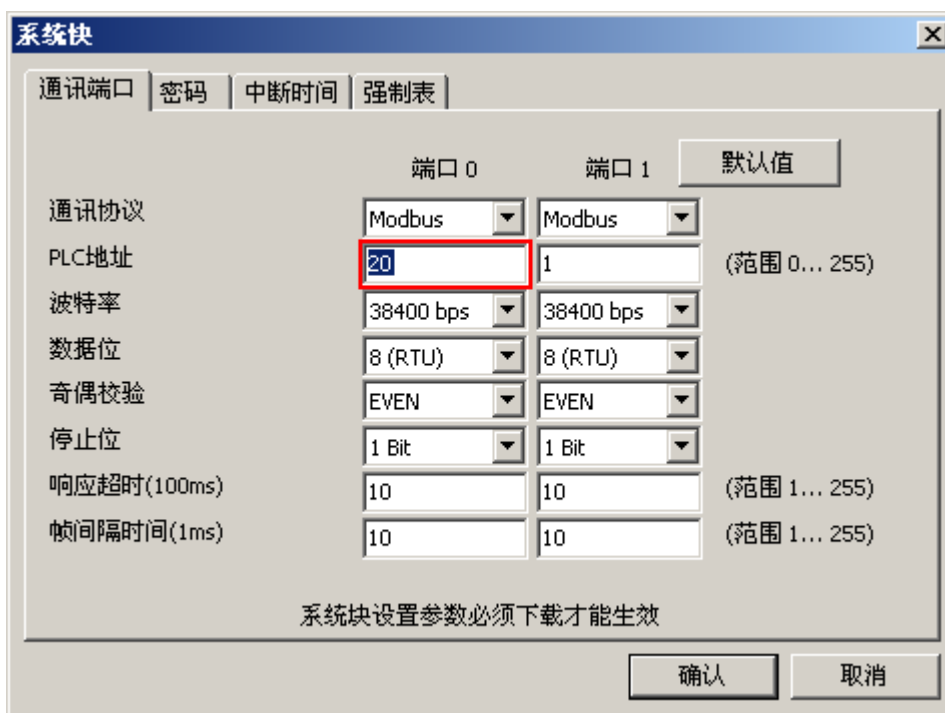 系统块
通讯端口 密码 中断时间 强制表
端口 0 端口 1 默认值
通讯协议 Modbus Modbus
PLC地址 20 1 (范围 0... 255)
波特率 38400 bps 38400 bps
数据位 8 (RTU) 8 (RTU)
奇偶校验 EVEN EVEN
停止位 1 Bit 1 Bit
响应超时(100ms) 10 10 (范围 1... 255)
帧间隔时间(1ms) 10 10 (范围 1... 255)
系统块设置参数必须下载才能生效
确认 取消